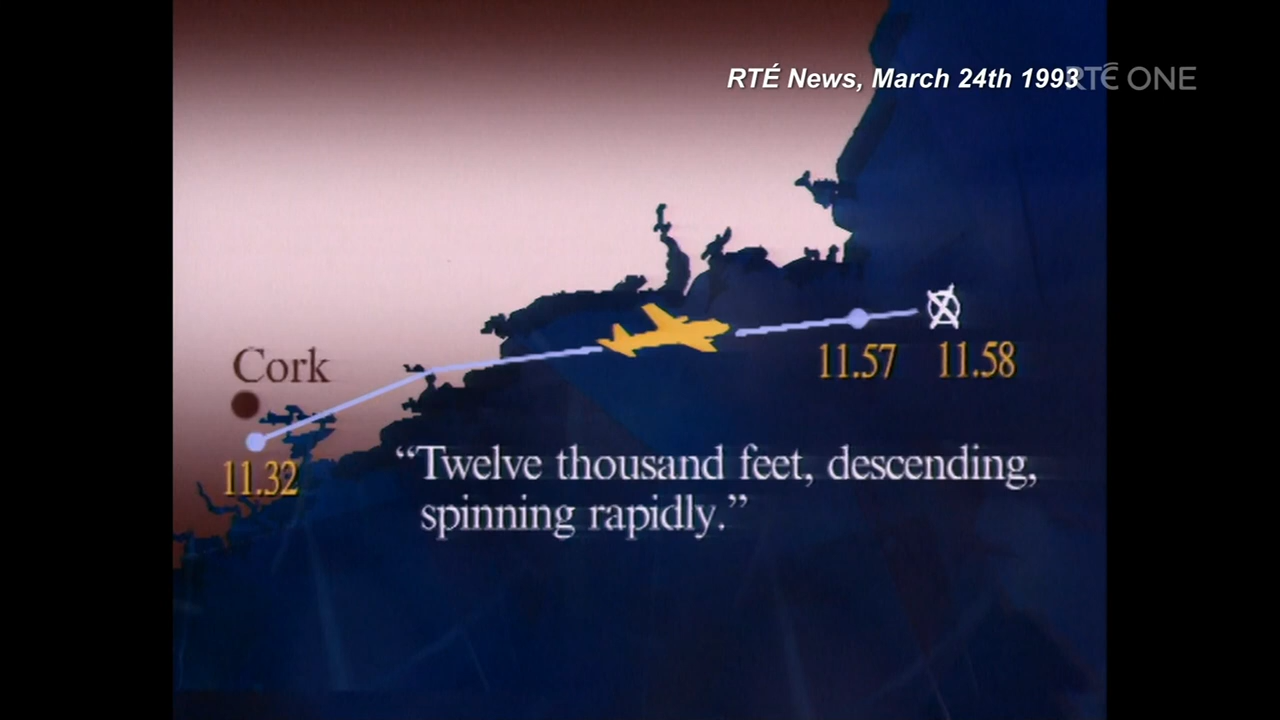 RTÉ News, March 24th 1993
RTÉ ONE
Cork
11.57
11.58
11.32
“Twelve thousand feet, descending,
spinning rapidly.”